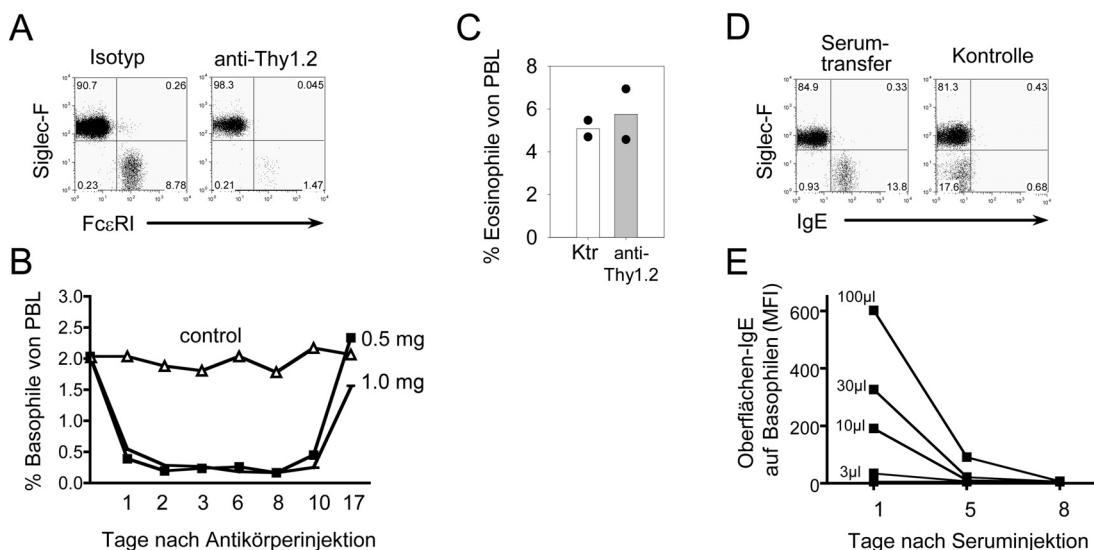 A
Isotyp
anti-Thy1.2
90.7
0.26
98.3
0.045
0.23
8.78
0.21
1.47
Siglec-F
FcεRI
B
% Basophile von PBL
3.0
2.5
2.0
1.5
1.0
0.5
0.0
control
0.5 mg
1.0 mg
1 2 3 6 8 10 17
Tage nach Antikörperinjektion
C
% Eosinophile von PBL
8
6
4
2
0
Ktr
anti-
Thy1.2
D
Serum-
transfer
Kontrolle
84.9
0.33
81.3
0.43
0.93
13.8
17.6
0.68
Siglec-F
IgE
E
Oberflächen-IgE
auf Basophilen (MFI)
600
400
200
0
100µl
30µl
10µl
3µl
1 5 8
Tage nach Seruminjektion